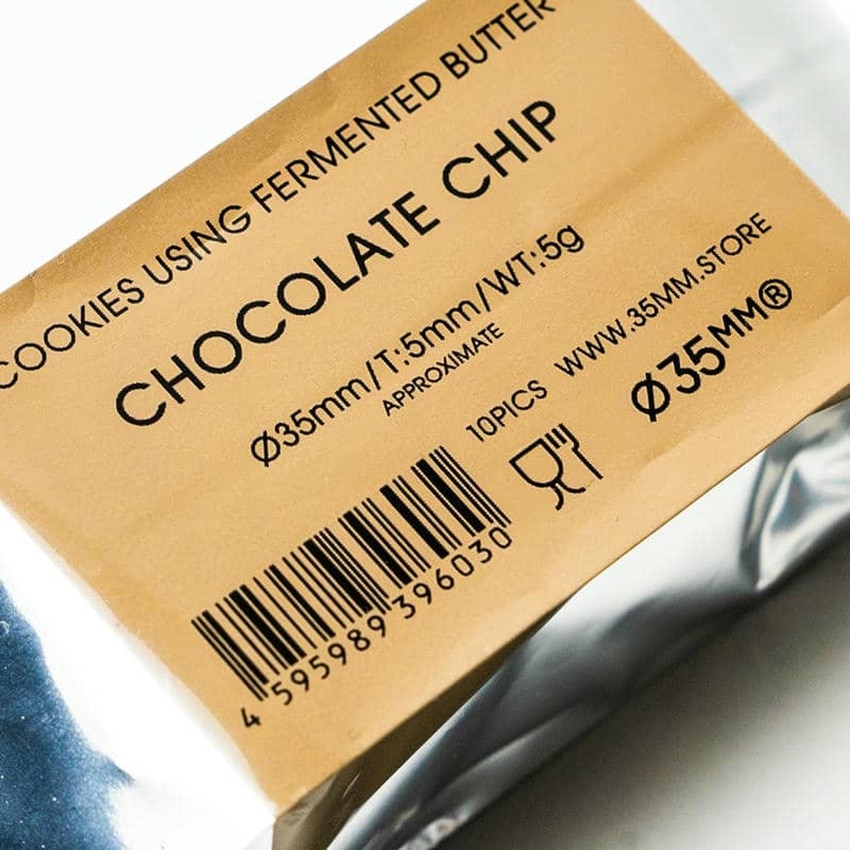 COOKIES USING FERMENTED BUTTER
CHOCOLATE CHIP
Ø35mm/T:5mm/WT:5g
APPROXIMATE
10PICS WWW.35MM.STORE
Ø35MM®
4 595989 396030